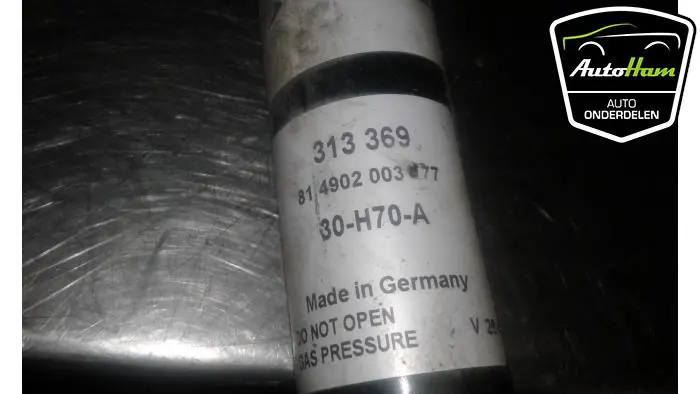 313 369
81 4902 003 77
30-H70-A
Made in Germany
DO NOT OPEN
GAS PRESSURE
V
AutoHam
AUTO
ONDERDELEN